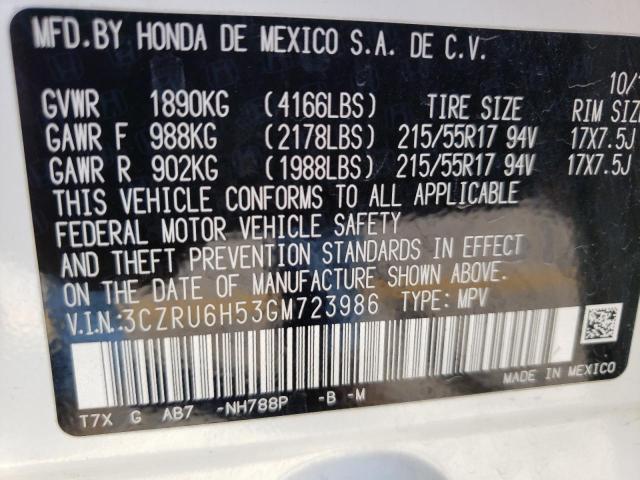 MFD.BY HONDA DE MEXICO S.A. DE C.V.
10/
GVWR 1890KG (4166LBS) TIRE SIZE RIM SIZE
GAWR F 988KG (2178LBS) 215/55R17 94V 17X7.5J
GAWR R 902KG (1988LBS) 215/55R17 94V 17X7.5J
THIS VEHICLE CONFORMS TO ALL APPLICABLE
FEDERAL MOTOR VEHICLE SAFETY
AND THEFT PREVENTION STANDARDS IN EFFECT
ON THE DATE OF MANUFACTURE SHOWN ABOVE.
V.I.N.:3CZRU6H53GM723986 TYPE: MPV
MADE IN MEXICO
T7X G AB7 -NH788P -B -M